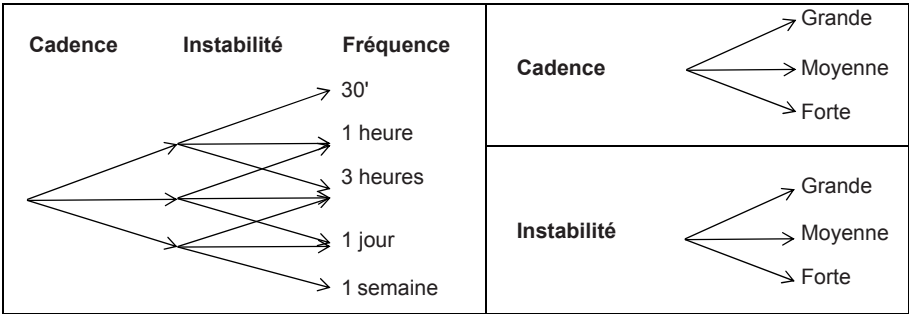 Cadence Instabilité Fréquence
30'
1 heure
3 heures
1 jour
1 semaine
Cadence
Grande
Moyenne
Forte
Instabilité
Grande
Moyenne
Forte